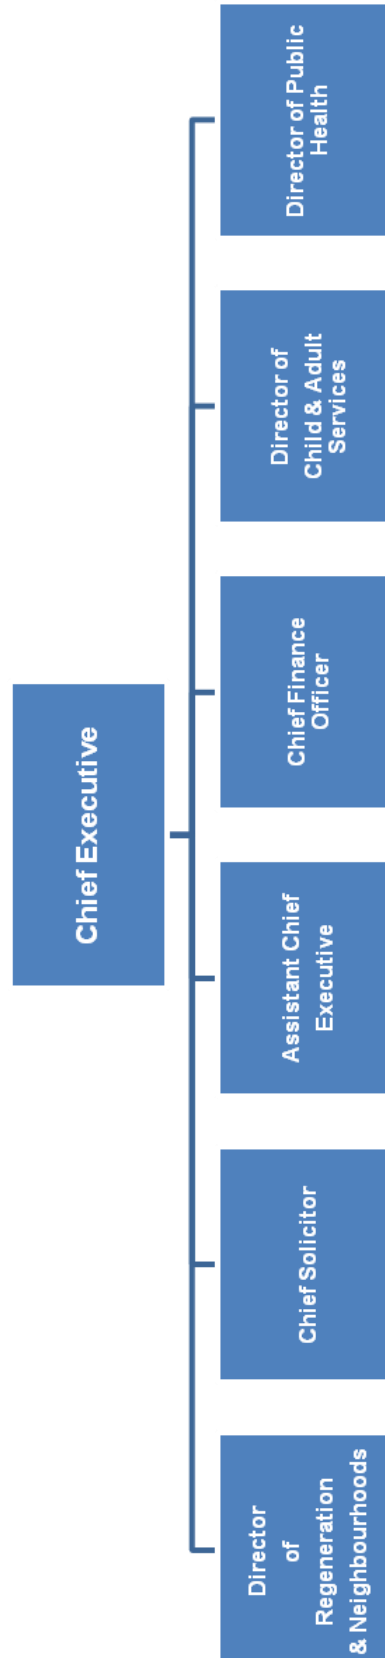 Chief Executive
Director
of
Regeneration
& Neighbourhoods
Chief Solicitor
Assistant Chief
Executive
Chief Finance
Officer
Director of
Child & Adult
Services
Director of Public
Health